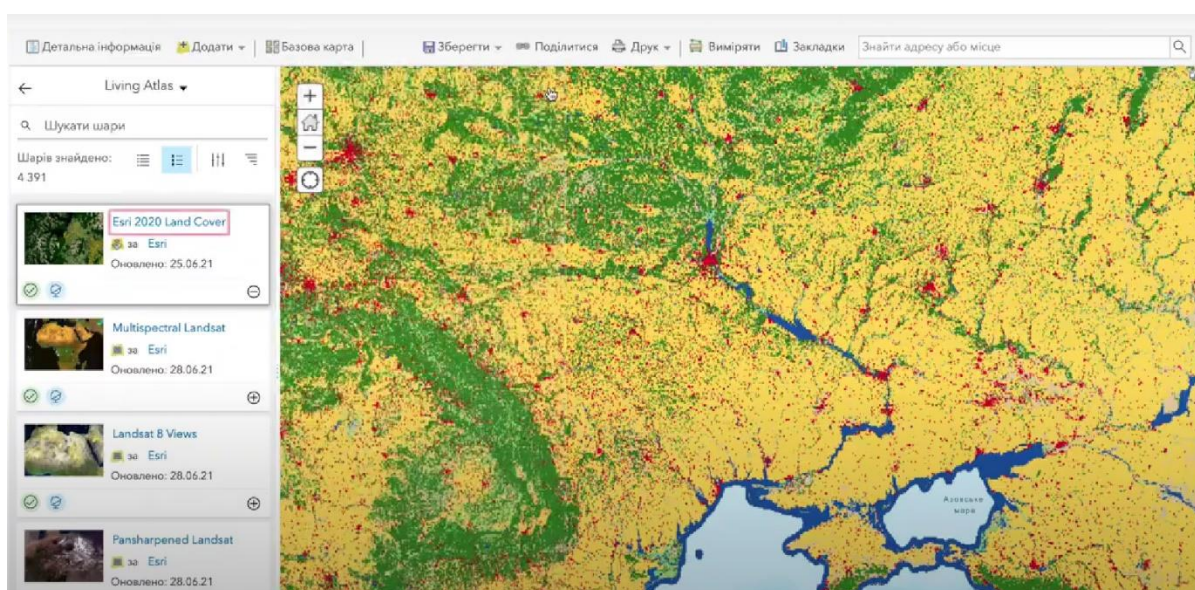 Детальна інформація Додати Базова карта Зберегти Поділитися Друк Виміряти Закладки Знайти адресу або місце
Living Atlas
Шукати шари
Шарів знайдено:
4 391
Esri 2020 Land Cover
за Esri
Оновлено: 25.06.21
Multispectral Landsat
за Esri
Оновлено: 28.06.21
Landsat 8 Views
за Esri
Оновлено: 28.06.21
Pansharpened Landsat
за Esri
Оновлено: 28.06.21
Азовське
море